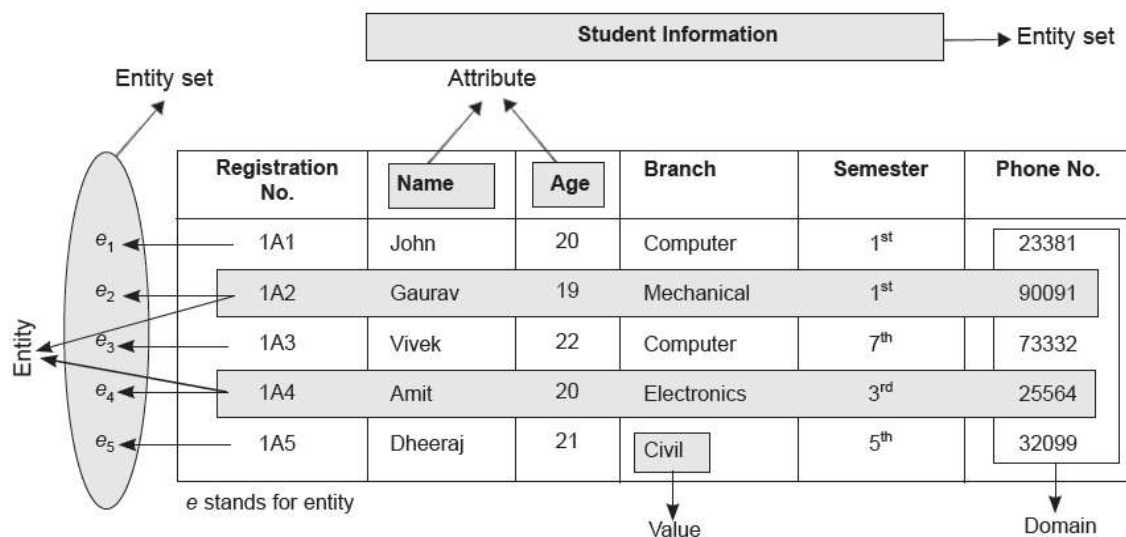 Student Information
Entity set
Entity set
Attribute
Registration No. Name Age Branch Semester Phone No.
e1 1A1 John 20 Computer 1st 23381
e2 1A2 Gaurav 19 Mechanical 1st 90091
e3 1A3 Vivek 22 Computer 7th 73332
e4 1A4 Amit 20 Electronics 3rd 25564
e5 1A5 Dheeraj 21 Civil 5th 32099
Entity
e stands for entity
Value
Domain